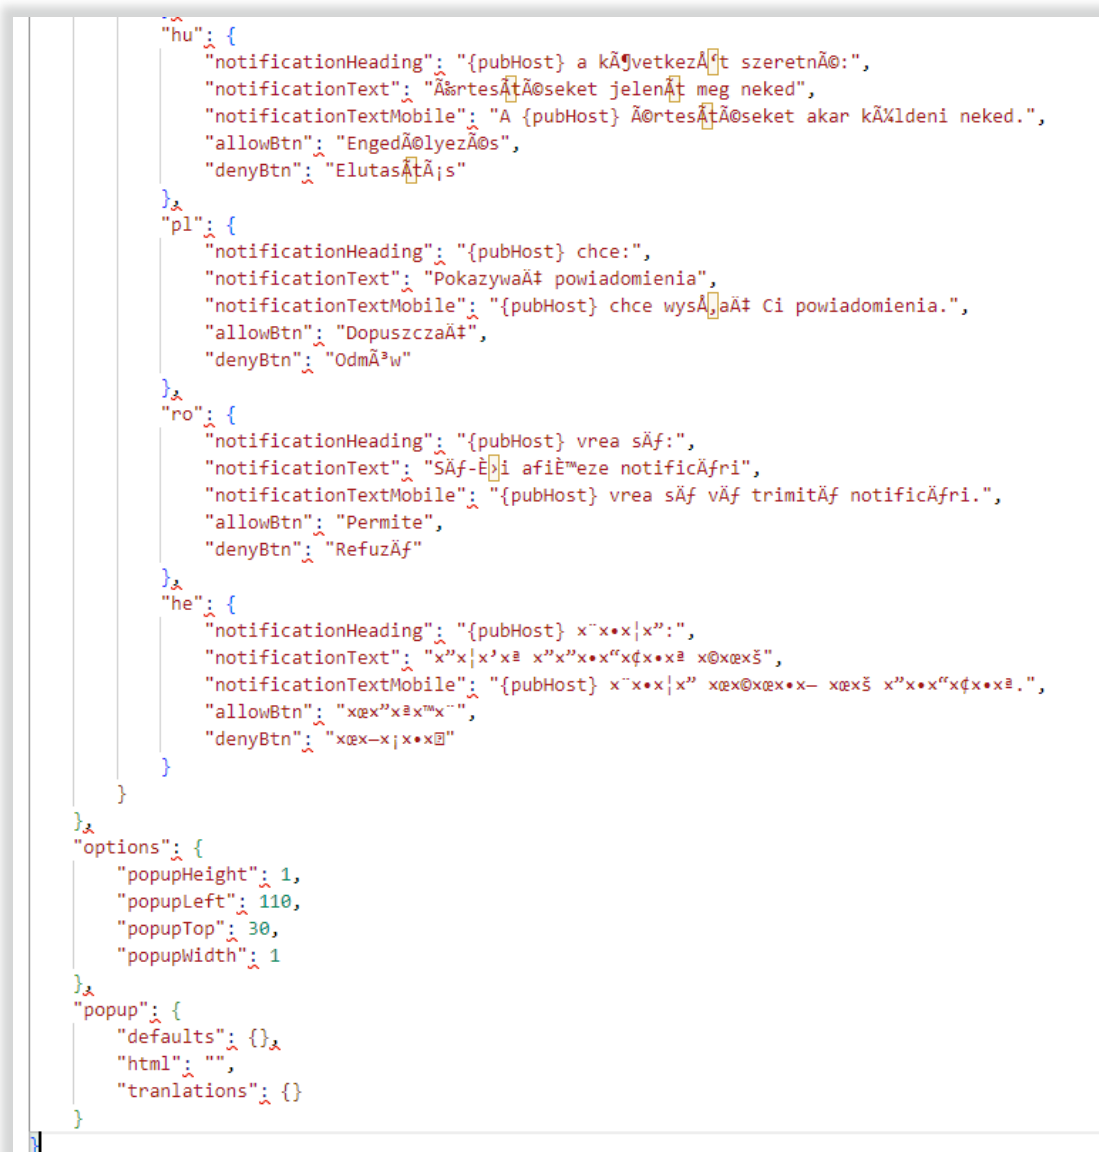 "hu": {
"notificationHeading": "{pubHost} a kÃ¶vetkezÅ‘t szeretnÃ©:",
"notificationText": "Ã‰rtesÃ­tÃ©seket jelenÃ­t meg neked",
"notificationTextMobile": "A {pubHost} Ã©rtesÃ­tÃ©seket akar kÃ¼ldeni neked.",
"allowBtn": "EngedÃ©lyezÃ©s",
"denyBtn": "ElutasÃ­tÃ¡s"
},
"pl": {
"notificationHeading": "{pubHost} chce:",
"notificationText": "PokazywaÄ‡ powiadomienia",
"notificationTextMobile": "{pubHost} chce wysÅ‚aÄ‡ Ci powiadomienia.",
"allowBtn": "DopuszczaÄ‡",
"denyBtn": "OdmÃ³w"
},
"ro": {
"notificationHeading": "{pubHost} vrea sÄƒ:",
"notificationText": "SÄƒ-È›i afiÈ™eze notificÄƒri",
"notificationTextMobile": "{pubHost} vrea sÄƒ vÄƒ trimitÄƒ notificÄƒri.",
"allowBtn": "Permite",
"denyBtn": "RefuzÄƒ"
},
"he": {
"notificationHeading": "{pubHost} ×¨×•×¦×”:",
"notificationText": "×”×¦×’×ª ×”×”×•×“×¢×•×ª ×©×œ×š",
"notificationTextMobile": "{pubHost} ×¨×•×¦×” ×œ×©×œ×•×— ×œ×š ×”×•×“×¢×•×ª.",
"allowBtn": "×œ×”×ª×™×¨",
"denyBtn": "×œ×—×¡×•×"
}
}
},
"options": {
"popupHeight": 1,
"popupLeft": 110,
"popupTop": 30,
"popupWidth": 1
},
"popup": {
"defaults": {},
"html": "",
"tranlations": {}
}
}